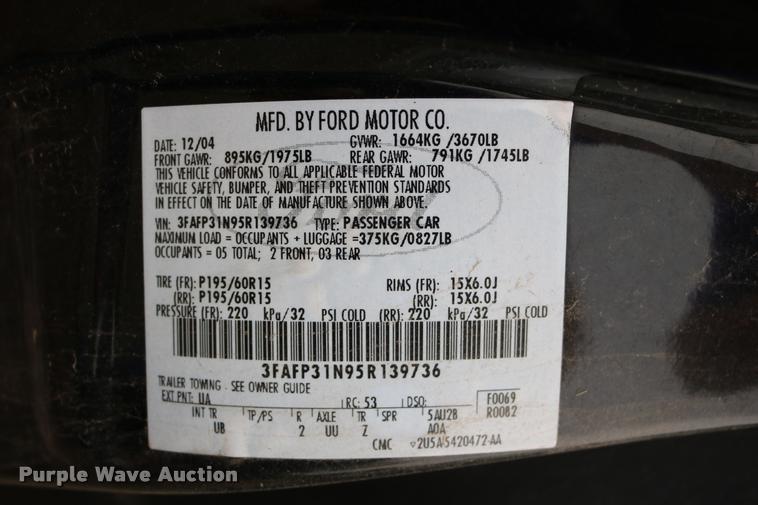 MFD. BY FORD MOTOR CO.
DATE: 12/04 GVWR: 1664KG /3670LB
FRONT GAWR: 895KG/1975LB REAR GAWR: 791KG /1745LB
THIS VEHICLE CONFORMS TO ALL APPLICABLE FEDERAL MOTOR
VEHICLE SAFETY, BUMPER, AND THEFT PREVENTION STANDARDS
IN EFFECT ON THE DATE OF MANUFACTURE SHOWN ABOVE.
VIN: 3FAFP31N95R139736 TYPE: PASSENGER CAR
MAXIMUM LOAD = OCCUPANTS + LUGGAGE =375KG/0827LB
OCCUPANTS = 05 TOTAL; 2 FRONT, 03 REAR
TIRE (FR): P195/60R15 RIMS (FR): 15X6.0J
(RR): P195/60R15 (RR): 15X6.0J
PRESSURE (FR): 220 kPa/32 PSI COLD (RR): 220 kPa/32 PSI COLD
3FAFP31N95R139736
TRAILER TOWING - SEE OWNER GUIDE
EXT PNT: UA RC: 53 DSO: F0069
INT TR TP/PS R AXLE TR SPR 5AU2B R0082
UB 2 UU Z A0A
CMC 2U5A-5420472-AA
Purple Wave Auction